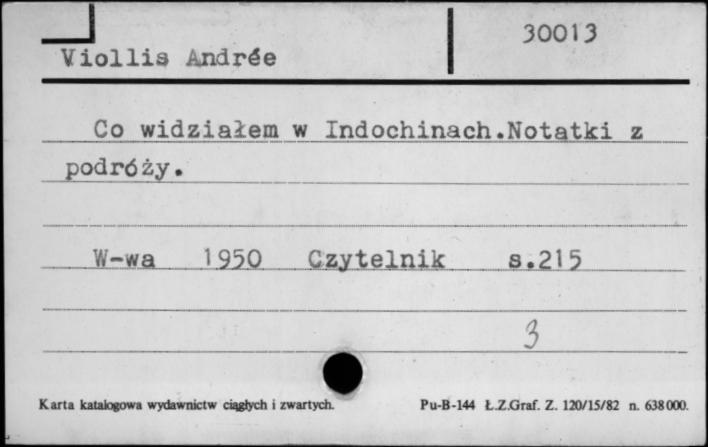 30013
Viollis Andrée
Co widziałem w Indochinach.Notatki z
podróży.
W-wa 1950 Czytelnik s.215
3
Karta katalogowa wydawnictw ciągłych i zwartych. Pu-B-144 Ł.Z.Graf. Z. 120/15/82 n. 638000.